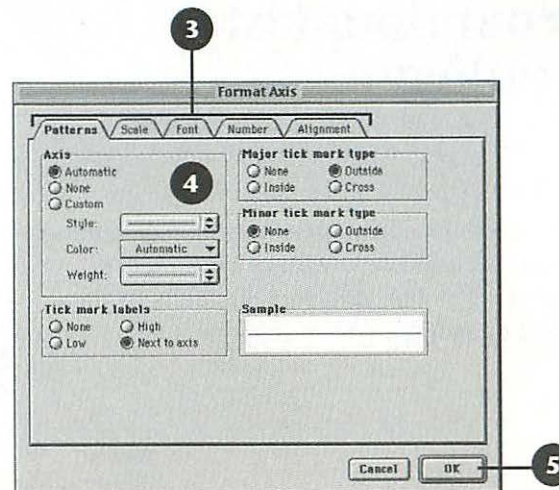 3
Format Axis
Patterns Scale Font Number Alignment
Axis
Automatic
None
Custom
Style:
Color: Automatic
Weight:
4
Major tick mark type
None Outside
Inside Cross
Minor tick mark type
None Outside
Inside Cross
Tick mark labels
None High
Low Next to axis
Sample
Cancel OK
5